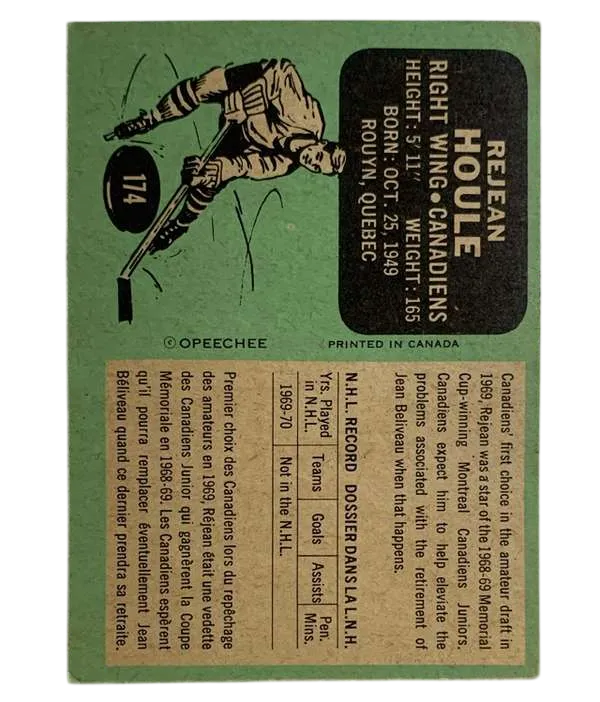 REJEAN
HOULE
RIGHT WING • CANADIENS
HEIGHT: 5' 11" WEIGHT: 165
BORN: OCT. 25, 1949
ROUYN, QUEBEC
174
© OPEECHEE
PRINTED IN CANADA
Canadiens' first choice in the amateur draft in
1969, Rejean was a star of the 1968-69 Memorial
Cup-winning Montreal Canadiens Juniors.
Canadiens expect him to help eleviate the
problems associated with the retirement of
Jean Beliveau when that happens.
N.H.L. RECORD DOSSIER DANS LA L.N.H.
Yrs. Played
in N.H.L. Teams Goals Assists Pen.
Mins.
1969-70 Not in the N.H.L.
Premier choix des Canadiens lors du repêchage
des amateurs en 1969, Réjean était une vedette
des Canadiens Junior qui gagnèrent la Coupe
Mémoriale en 1968-69. Les Canadiens espèrent
qu'il pourra remplacer éventuellement Jean
Béliveau quand ce dernier prendra sa retraite.